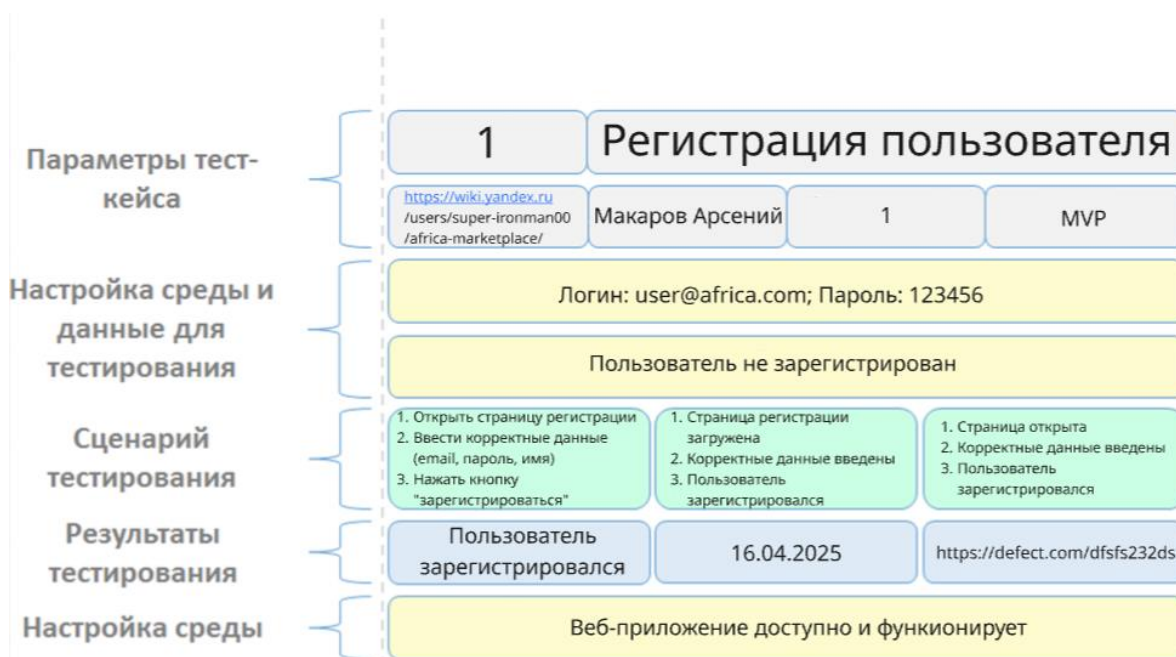 Параметры тест-
кейса
1
Регистрация пользователя
https://wiki.yandex.ru
/users/super-ironman00
/africa-marketplace/
Макаров Арсений
1
MVP
Настройка среды и
данные для
тестирования
Логин: user@africa.com; Пароль: 123456
Пользователь не зарегистрирован
Сценарий
тестирования
1. Открыть страницу регистрации
2. Ввести корректные данные
(email, пароль, имя)
3. Нажать кнопку
"зарегистрироваться"
1. Страница регистрации
загружена
2. Корректные данные введены
3. Пользователь
зарегистрировался
1. Страница открыта
2. Корректные данные введены
3. Пользователь
зарегистрировался
Результаты
тестирования
Пользователь
зарегистрировался
16.04.2025
https://defect.com/dfsfs232ds
Настройка среды
Веб-приложение доступно и функионирует